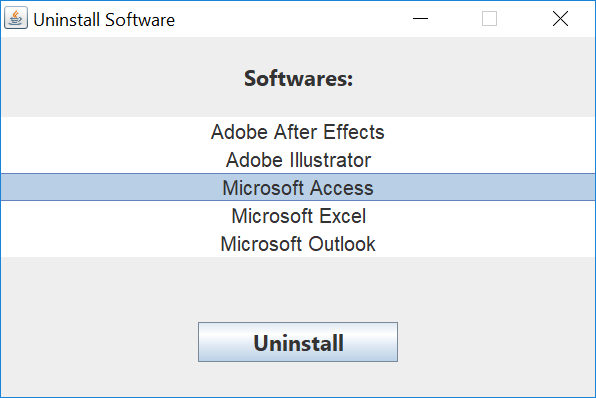 Uninstall Software
Softwares:
Adobe After Effects
Adobe Illustrator
Microsoft Access
Microsoft Excel
Microsoft Outlook
Uninstall